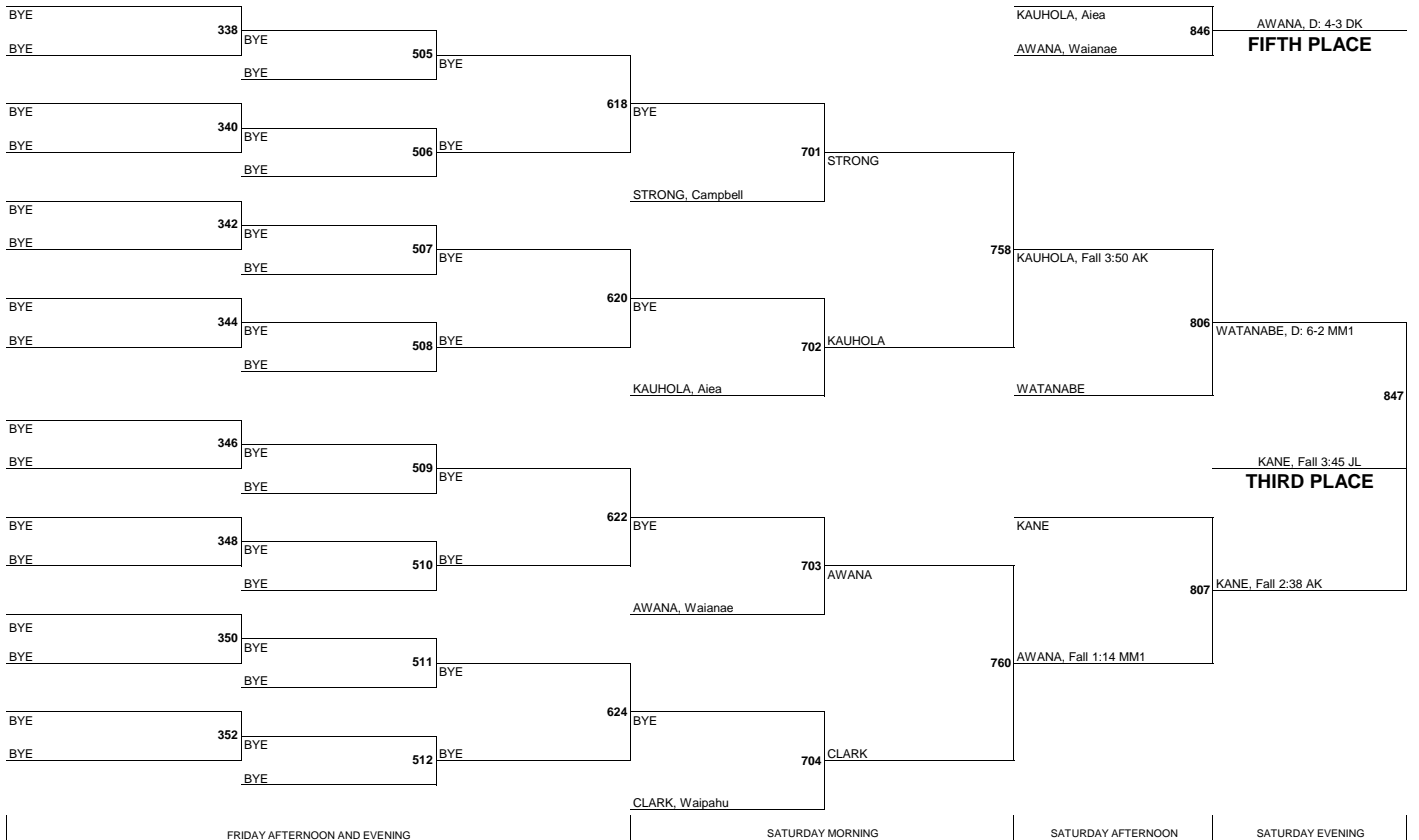 BYE
338
BYE
BYE
BYE
505
BYE
BYE
340
BYE
BYE
BYE
506
BYE
618
BYE
701
STRONG, Campbell
STRONG
BYE
342
BYE
BYE
BYE
507
BYE
BYE
344
BYE
BYE
BYE
508
BYE
620
BYE
702
KAUHOLA, Aiea
KAUHOLA
758
KAUHOLA, Fall 3:50 AK
806
WATANABE
WATANABE, D: 6-2 MM1
BYE
346
BYE
BYE
BYE
509
BYE
BYE
348
BYE
BYE
BYE
510
BYE
622
BYE
703
AWANA, Waianae
AWANA
BYE
350
BYE
BYE
BYE
511
BYE
BYE
352
BYE
BYE
BYE
512
BYE
624
BYE
704
CLARK, Waipahu
CLARK
760
AWANA, Fall 1:14 MM1
KANE
807
KANE, Fall 2:38 AK
847
KANE, Fall 3:45 JL
THIRD PLACE
KAUHOLA, Aiea
846
AWANA, Waianae
AWANA, D: 4-3 DK
FIFTH PLACE
FRIDAY AFTERNOON AND EVENING
SATURDAY MORNING
SATURDAY AFTERNOON
SATURDAY EVENING